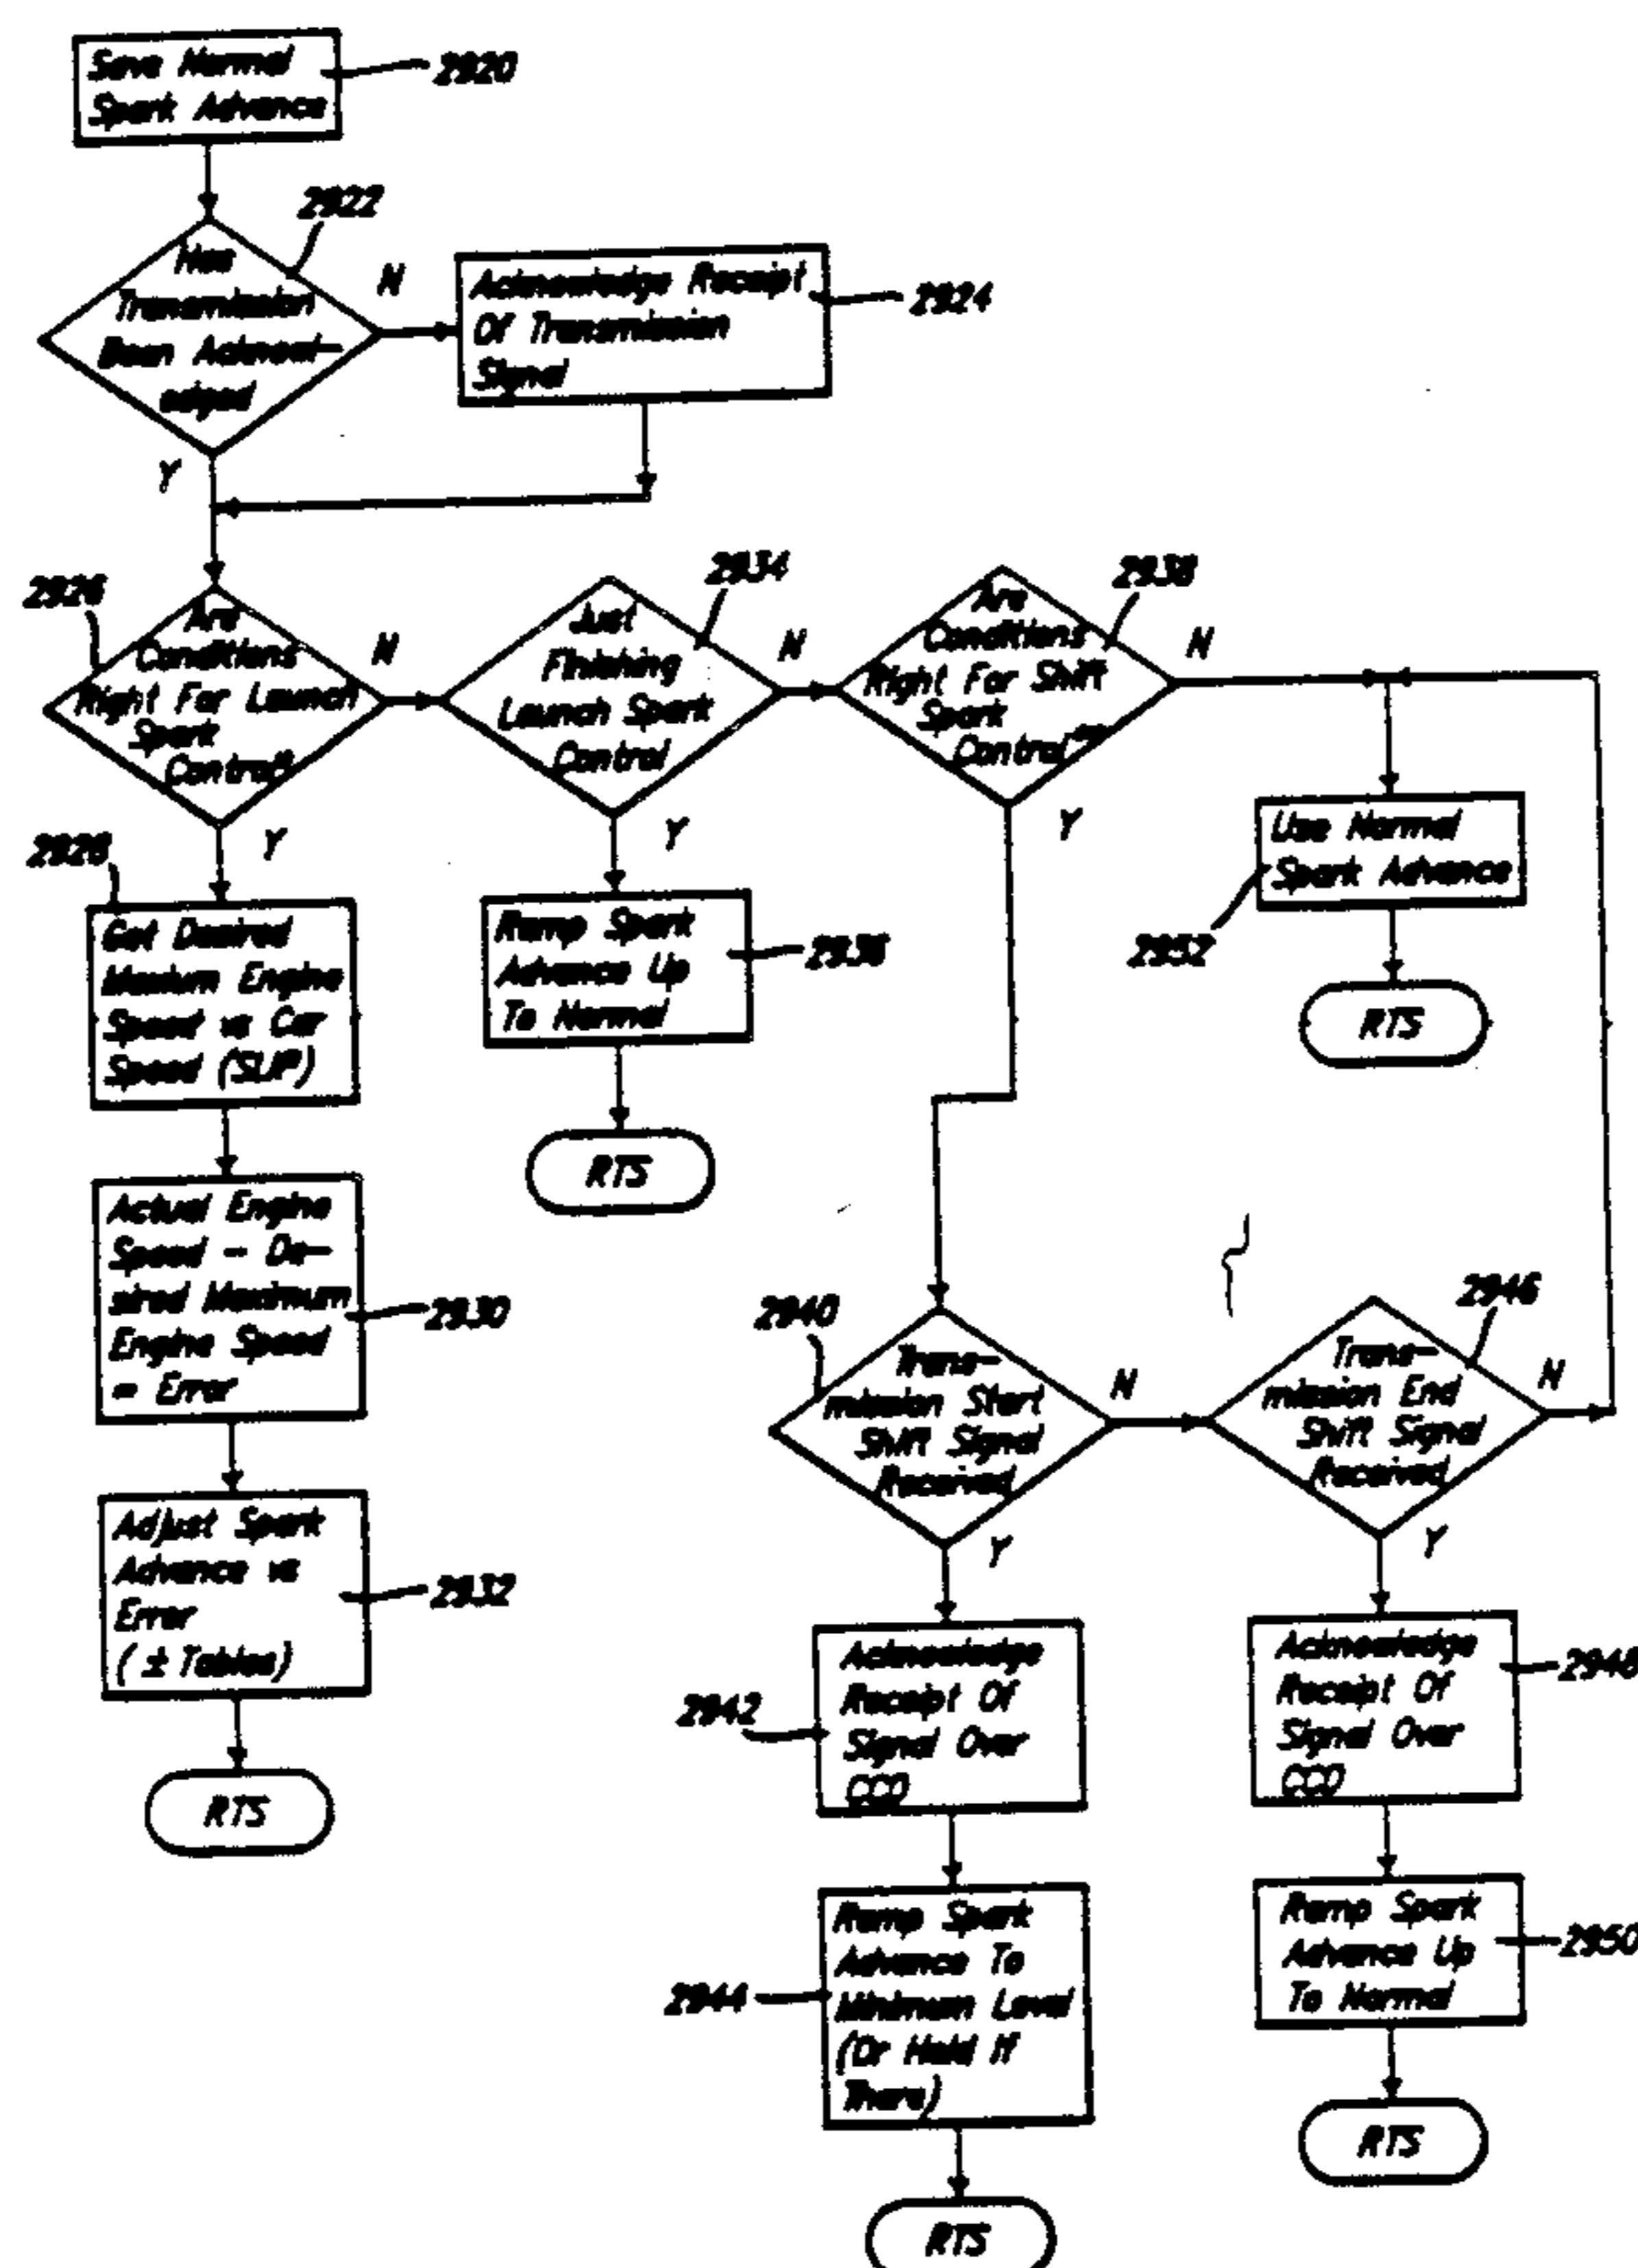 Save Normal
Spark Advance
2920
2922
Has
Transmission
Been Acknowl-
edged
N
Y
Acknowledge Receipt
Of Transmission
Signal
2924
2926
Are
Conditions
Right For Launch
Spark
Control*
N
Y
2934
Just
Finishing
Launch Spark
Control
N
Y
2938
Are
Conditions
Right For Shift
Spark
Control**
N
Y
2928
Get Desired
Maxium Engine
Speed vs Car
Speed (SLIP)
Ramp Spark
Advance Up
To Normal
2936
RTS
Use Normal
Spark Advance
2952
RTS
Actual Engine
Speed - De-
sired Maximum
Engine Speed
= Error
2930
Adjust Spark
Advance vs
Error
(± Tables)
2932
RTS
2940
Trans-
mission Start
Shift Signal
Received
N
Y
2946
Trans-
mission End
Shift Signal
Received
N
Y
Acknowledge
Receipt Of
Signal Over
CCD
2942
Acknowledge
Receipt Of
Signal Over
CCD
2948
Ramp Spark
Advance To
Minimum Level
(Or Hold If
There)
2944
RTS
Ramp Spark
Advance Up
To Normal
2950
RTS